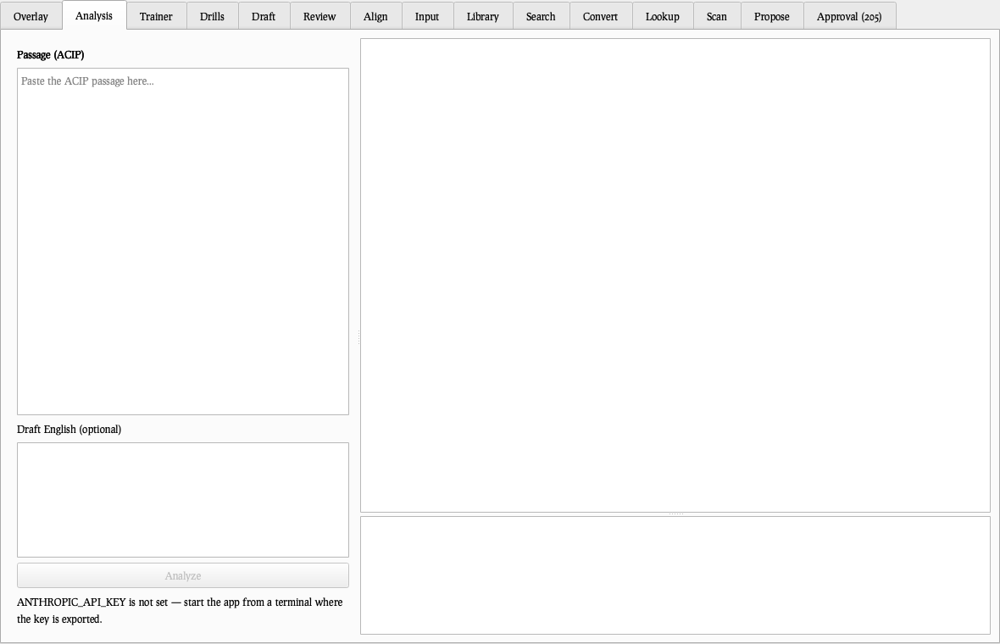 Overlay Analysis Trainer Drills Draft Review Align Input Library Search Convert Lookup Scan Propose Approval (205)
Passage (ACIP)
Paste the ACIP passage here...
Draft English (optional)
Analyze
ANTHROPIC_API_KEY is not set — start the app from a terminal where
the key is exported.